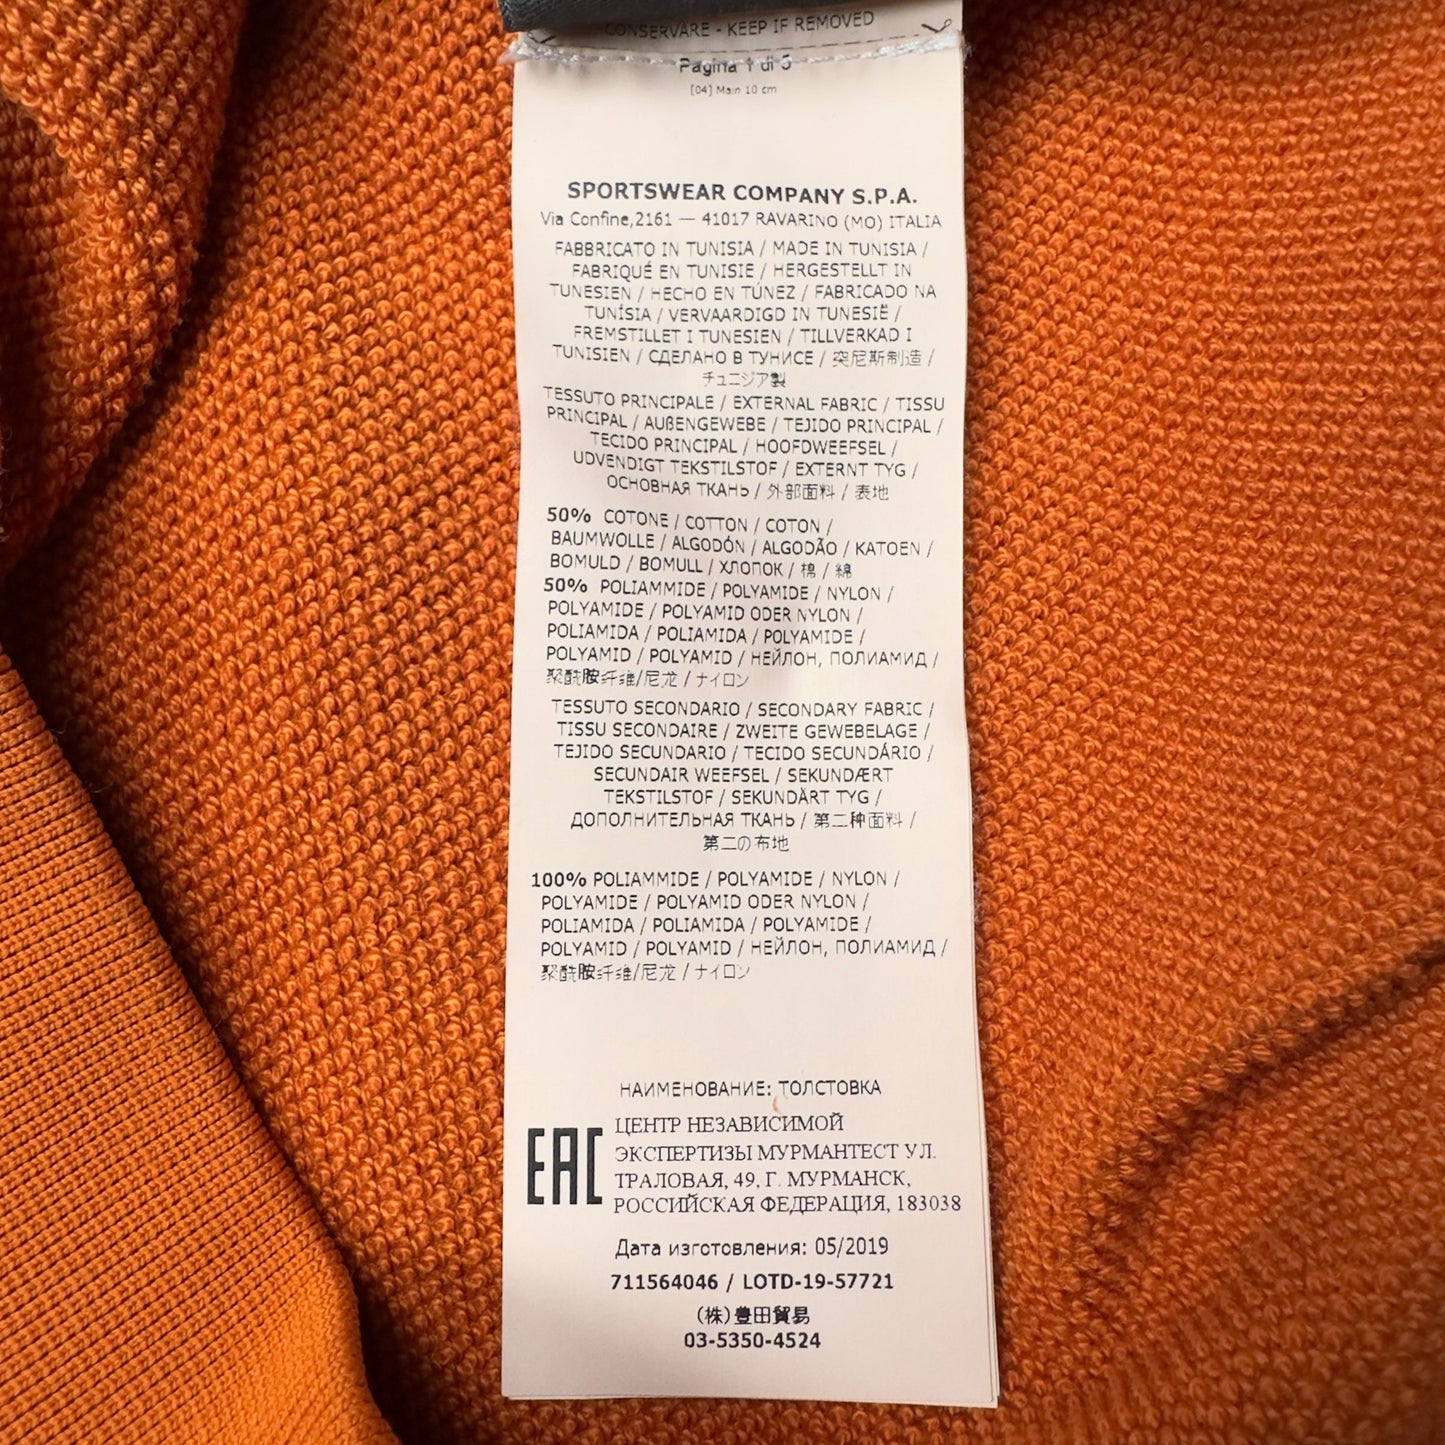 CONSERVARE - KEEP IF REMOVED
Pagina 1 di 5
[04] Main 10 cm
SPORTSWEAR COMPANY S.P.A.
Via Confine,2161 — 41017 RAVARINO (MO) ITALIA
FABBRICATO IN TUNISIA / MADE IN TUNISIA /
FABRIQUÉ EN TUNISIE / HERGESTELLT IN
TUNESIEN / HECHO EN TÚNEZ / FABRICADO NA
TUNÍSIA / VERVAARDIGD IN TUNESIË /
FREMSTILLET I TUNESIEN / TILLVERKAD I
TUNISIEN / СДЕЛАНО В ТУНИСЕ / 突尼斯制造 /
チュニジア製
TESSUTO PRINCIPALE / EXTERNAL FABRIC / TISSU
PRINCIPAL / AUßENGEWEBE / TEJIDO PRINCIPAL /
TECIDO PRINCIPAL / HOOFDWEEFSEL /
UDVENDIGT TEKSTILSTOF / EXTERNT TYG /
ОСНОВНАЯ ТКАНЬ / 外部面料 / 表地
50% COTONE / COTTON / COTON /
BAUMWOLLE / ALGODÓN / ALGODÃO / KATOEN /
BOMULD / BOMULL / ХЛОПОК / 棉 / 綿
50% POLIAMMIDE / POLYAMIDE / NYLON /
POLYAMIDE / POLYAMID ODER NYLON /
POLIAMIDA / POLIAMIDA / POLYAMIDE /
POLYAMID / POLYAMID / НЕЙЛОН, ПОЛИАМИД /
聚酰胺纤维/尼龙 / ナイロン
TESSUTO SECONDARIO / SECONDARY FABRIC /
TISSU SECONDAIRE / ZWEITE GEWEBELAGE /
TEJIDO SECUNDARIO / TECIDO SECUNDÁRIO /
SECUNDAIR WEEFSEL / SEKUNDÆRT
TEKSTILSTOF / SEKUNDÄRT TYG /
ДОПОЛНИТЕЛЬНАЯ ТКАНЬ / 第二种面料 /
第二の布地
100% POLIAMMIDE / POLYAMIDE / NYLON /
POLYAMIDE / POLYAMID ODER NYLON /
POLIAMIDA / POLIAMIDA / POLYAMIDE /
POLYAMID / POLYAMID / НЕЙЛОН, ПОЛИАМИД /
聚酰胺纤维/尼龙 / ナイロン
НАИМЕНОВАНИЕ: ТОЛСТОВКА
EAC
ЦЕНТР НЕЗАВИСИМОЙ
ЭКСПЕРТИЗЫ МУРМАНТЕСТ УЛ.
ТРАЛОВАЯ, 49, Г. МУРМАНСК,
РОССИЙСКАЯ ФЕДЕРАЦИЯ, 183038
Дата изготовления: 05/2019
711564046 / LOTD-19-57721
(株)豊田貿易
03-5350-4524